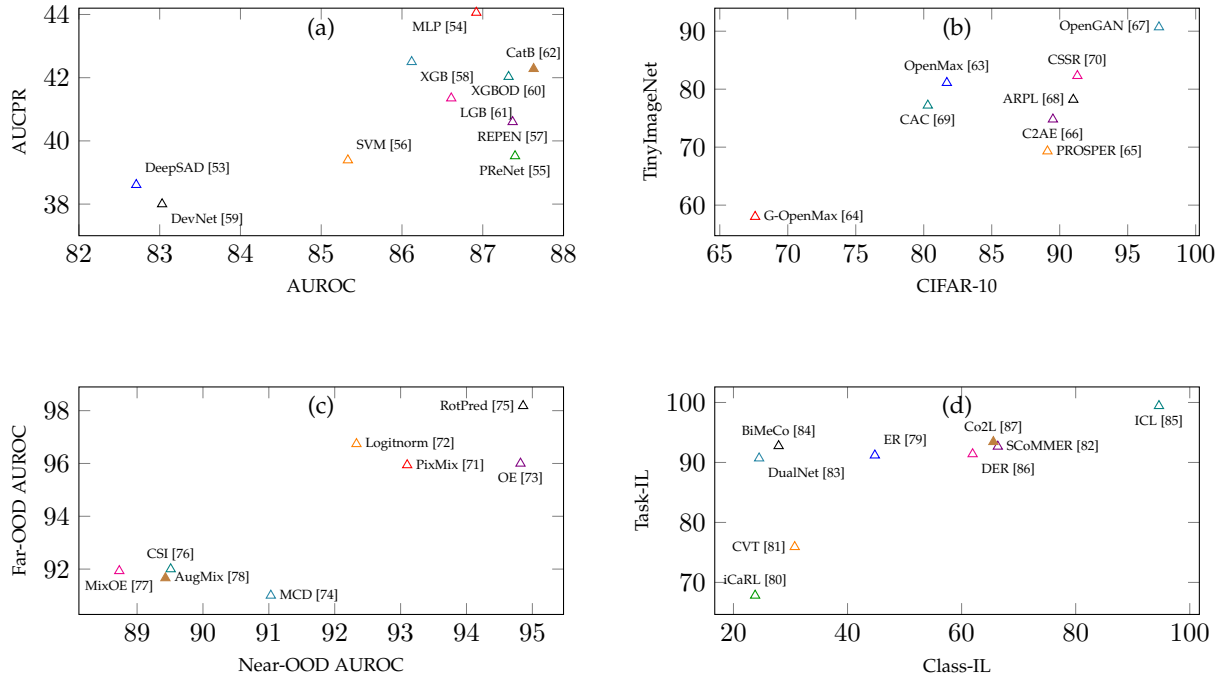 (a)
MLP [54]
CatB [62]
XGB [58]
XGBOD [60]
LGB [61]
REPEN [57]
SVM [56]
PReNet [55]
DeepSAD [53]
DevNet [59]
44
42
40
38
82 83 84 85 86 87 88
AUCPR
AUROC
(b)
OpenGAN [67]
CSSR [70]
OpenMax [63]
ARPL [68]
CAC [69]
C2AE [66]
PROSPER [65]
G-OpenMax [64]
90
80
70
60
65 70 75 80 85 90 95 100
TinyImageNet
CIFAR-10
(c)
RotPred [75]
Logitnorm [72]
PixMix [71]
OE [73]
CSI [76]
AugMix [78]
MixOE [77]
MCD [74]
98
96
94
92
89 90 91 92 93 94 95
Far-OOD AUROC
Near-OOD AUROC
(d)
ICL [85]
Co2L [87]
BiMeCo [84]
ER [79]
SCoMMER [82]
DualNet [83]
DER [86]
CVT [81]
iCaRL [80]
100
90
80
70
20 40 60 80 100
Task-IL
Class-IL